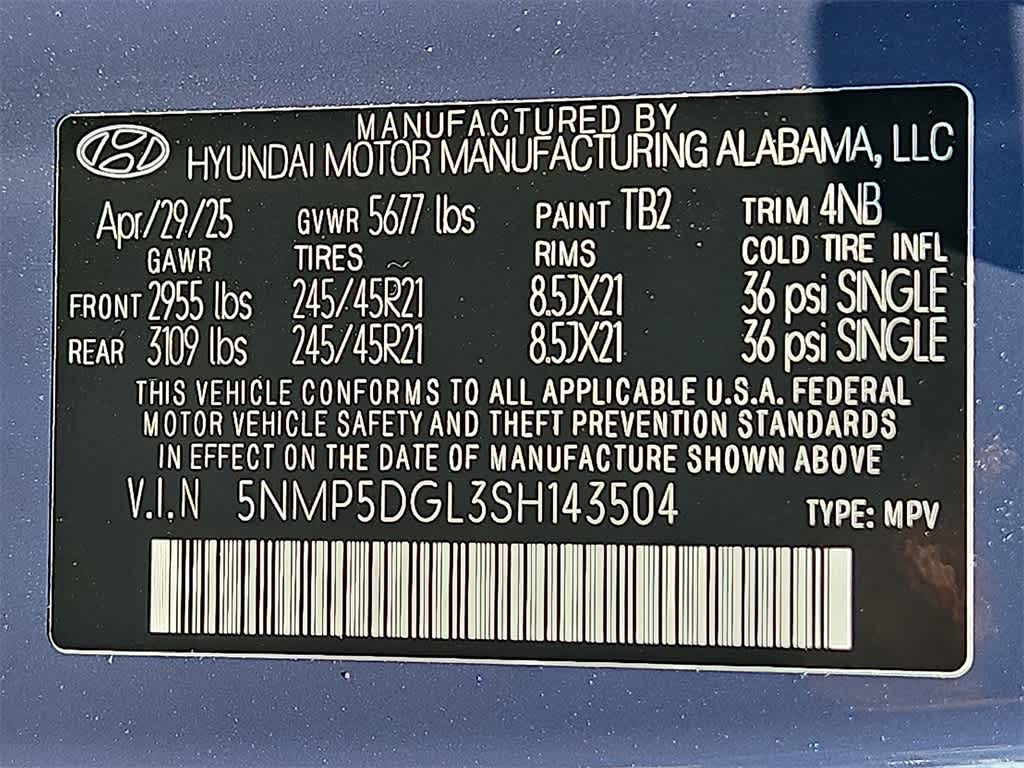 MANUFACTURED BY
HYUNDAI MOTOR MANUFACTURING ALABAMA, LLC
Apr/29/25 GVWR 5677 lbs PAINT TB2 TRIM 4NB
GAWR TIRES RIMS COLD TIRE INFL
FRONT 2955 lbs 245/45R21 8.5JX21 36 psi SINGLE
REAR 3109 lbs 245/45R21 8.5JX21 36 psi SINGLE
THIS VEHICLE CONFORMS TO ALL APPLICABLE U.S.A. FEDERAL
MOTOR VEHICLE SAFETY AND THEFT PREVENTION STANDARDS
IN EFFECT ON THE DATE OF MANUFACTURE SHOWN ABOVE
V.I.N 5NMP5DGL3SH143504 TYPE: MPV